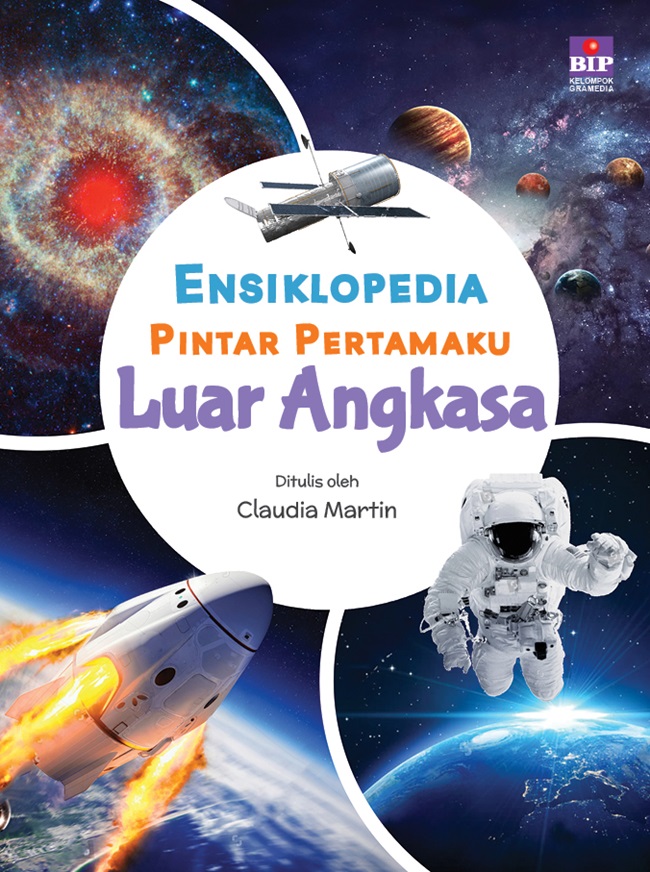 BIP
KELOMPOK
GRAMEDIA
ENSIKLOPEDIA
PINTAR PERTAMAKU
Luar Angkasa
Ditulis oleh
Claudia Martin